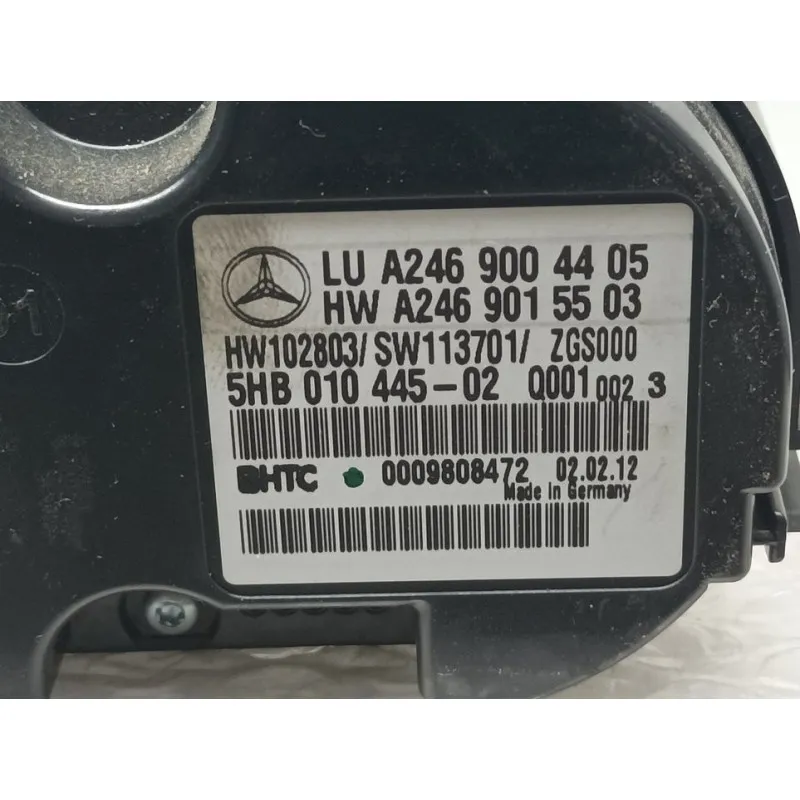 LU A246 900 44 05
HW A246 901 55 03
HW102803/ SW113701/ ZGS000
5HB 010 445-02 Q001 002 3
BHTC 0009808472 02.02.12
Made in Germany